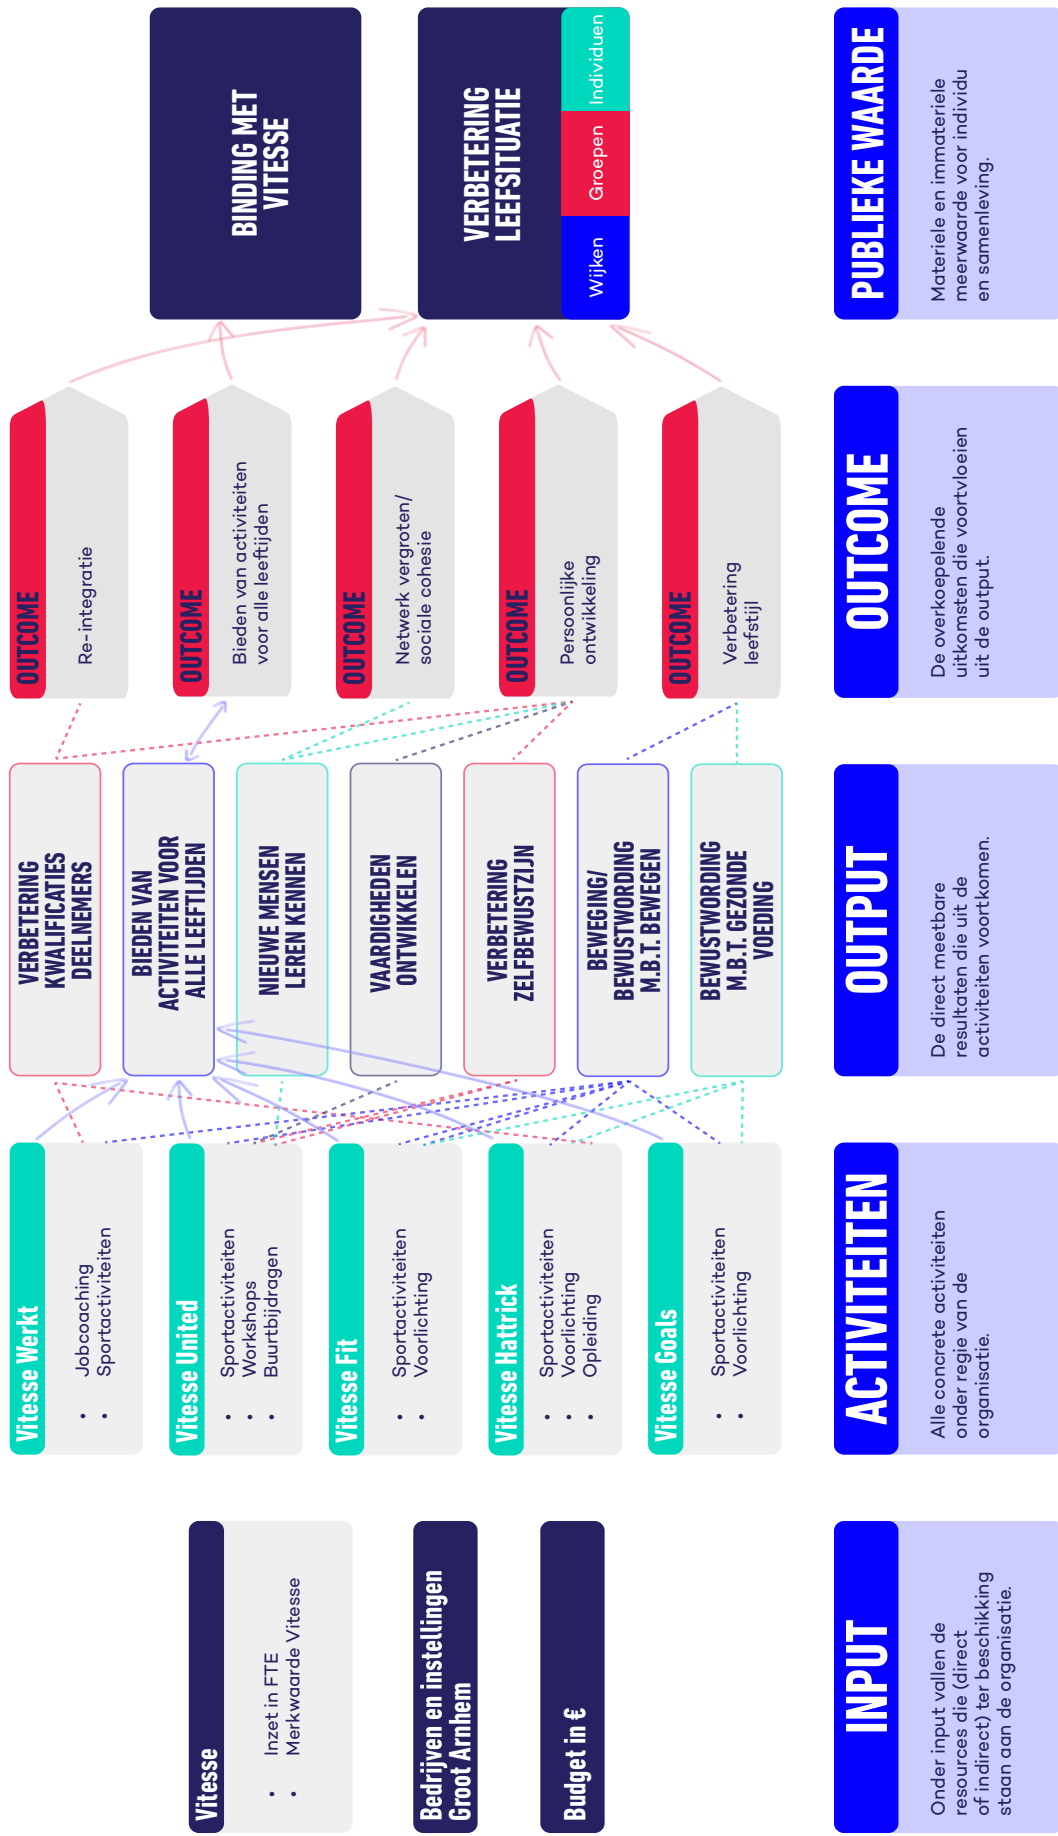 Vitesse
• Inzet in FTE
• Merkwaarde Vitesse
Bedrijven en instellingen
Groot Arnhem
Budget in €
INPUT
Onder input vallen de
resources die (direct
of indirect) ter beschikking
staan aan de organisatie.
Vitesse Werkt
• Jobcoaching
• Sportactiviteiten
Vitesse United
• Sportactiviteiten
• Workshops
• Buurtbijdragen
Vitesse Fit
• Sportactiviteiten
• Voorlichting
Vitesse Hattrick
• Sportactiviteiten
• Voorlichting
• Opleiding
Vitesse Goals
• Sportactiviteiten
• Voorlichting
ACTIVITEITEN
Alle concrete activiteiten
onder regie van de
organisatie.
VERBETERING
KWALIFICATIES
DEELNEMERS
BIEDEN VAN
ACTIVITEITEN VOOR
ALLE LEEFTIJDEN
NIEUWE MENSEN
LEREN KENNEN
VAARDIGHEDEN
ONTWIKKELEN
VERBETERING
ZELFBEWUSTZIJN
BEWEGING/
BEWUSTWORDING
M.B.T. BEWEGEN
BEWUSTWORDING
M.B.T. GEZONDE
VOEDING
OUTPUT
De direct meetbare
resultaten die uit de
activiteiten voortkomen.
OUTCOME
Re-integratie
OUTCOME
Bieden van activiteiten
voor alle leeftijden
OUTCOME
Netwerk vergroten/
sociale cohesie
OUTCOME
Persoonlijke
ontwikkeling
OUTCOME
Verbetering
leefstijl
OUTCOME
De overkoepelende
uitkomsten die voortvloeien
uit de output.
BINDING MET
VITESSE
VERBETERING
LEEFSITUATIE
Wijken
Groepen
Individuen
PUBLIEKE WAARDE
Materiele en immateriele
meerwaarde voor individu
en samenleving.